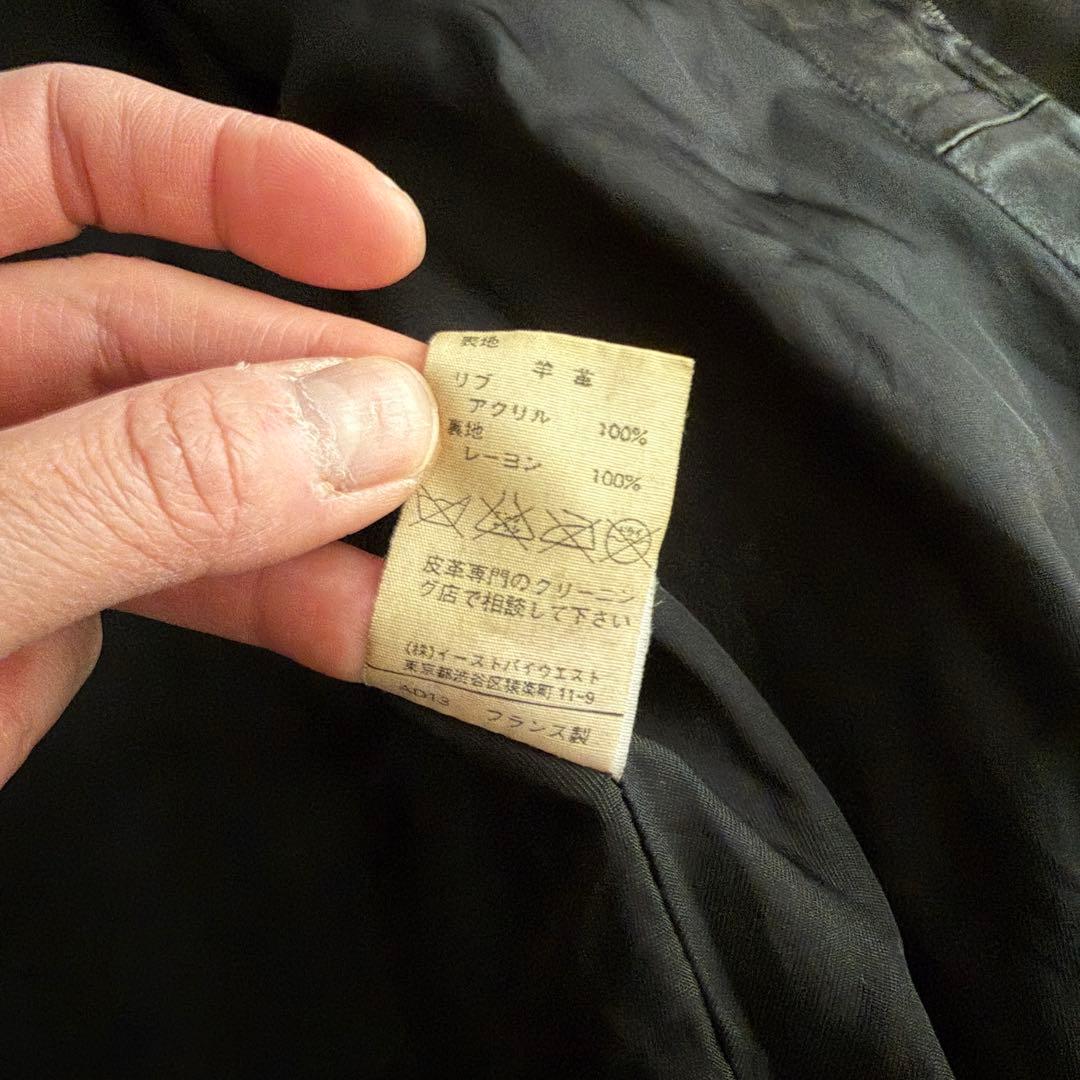 表地
羊革
リブ
アクリル 100%
裏地
レーヨン 100%
皮革専門のクリーニン
グ店で相談して下さい
(株)イーストバイウエスト
東京都渋谷区猿楽町 11-9
AD13 フランス製